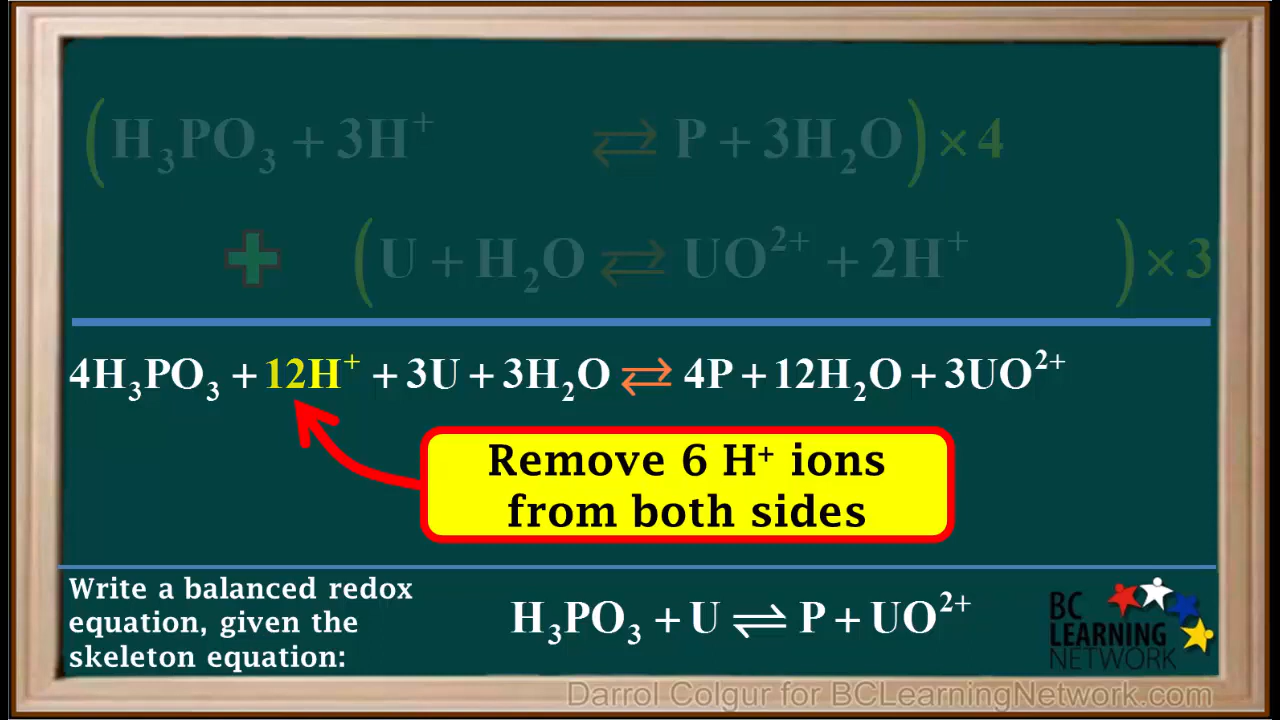 (H₃PO₃ + 3H⁺ ⇄ P + 3H₂O) × 4
+ (U + H₂O ⇄ UO²⁺ + 2H⁺ ) × 3
4H₃PO₃ + 12H⁺ + 3U + 3H₂O ⇄ 4P + 12H₂O + 3UO²⁺
Remove 6 H⁺ ions
from both sides
Write a balanced redox
equation, given the
skeleton equation:
H₃PO₃ + U ⇌ P + UO²⁺
BC
LEARNING
NETWORK
Darrol Colgur for BCLearningNetwork.com